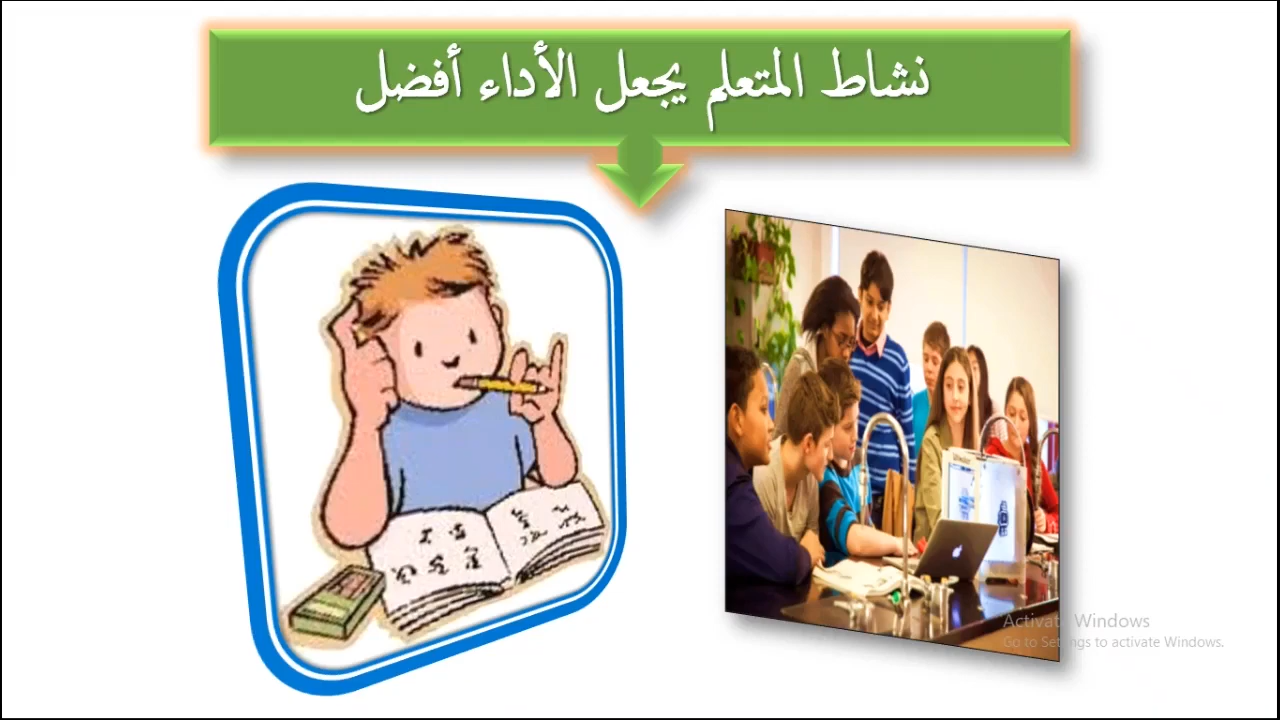 نشاط المتعلم يجعل الأداء أفضل
Activate Windows
Go to Settings to activate Windows.